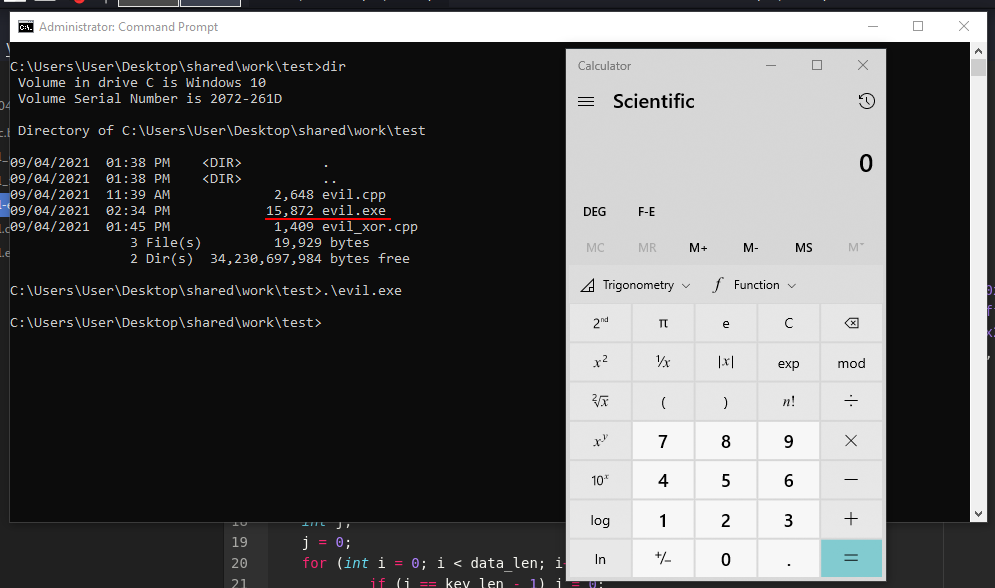 Administrator: Command Prompt
C:\Users\User\Desktop\shared\work\test>dir
Volume in drive C is Windows 10
Volume Serial Number is 2072-261D
Directory of C:\Users\User\Desktop\shared\work\test
09/04/2021 01:38 PM <DIR> .
09/04/2021 01:38 PM <DIR> ..
09/04/2021 11:39 AM 2,648 evil.cpp
09/04/2021 02:34 PM 15,872 evil.exe
09/04/2021 01:45 PM 1,409 evil_xor.cpp
3 File(s) 19,929 bytes
2 Dir(s) 34,230,697,984 bytes free
C:\Users\User\Desktop\shared\work\test>.\evil.exe
C:\Users\User\Desktop\shared\work\test>
Calculator
Scientific
0
DEG F-E
MC MR M+ M- MS M˅
Trigonometry f Function
2ⁿᵈ π e C
x² ¹⁄x |x| exp mod
²√x ( ) n! ÷
xʸ 7 8 9 ×
10ˣ 4 5 6 −
log 1 2 3 +
ln +/− 0 . =
18 int j;
19 j = 0;
20 for (int i = 0; i < data_len;
21 if (j == key_len - 1) j = 0;